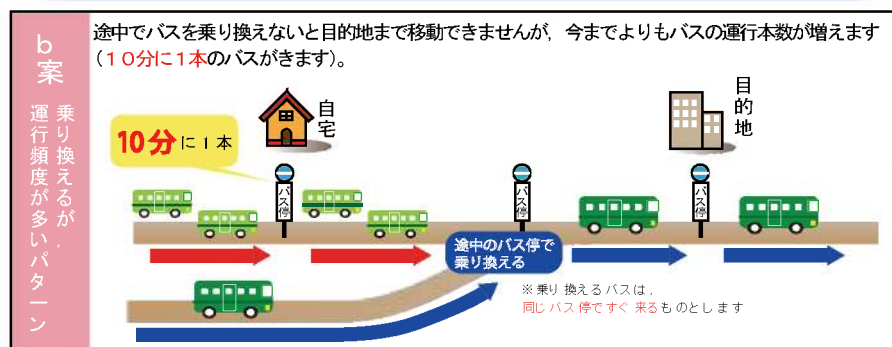 b案
乗り換えるが，
運行頻度が多いパターン
途中でバスを乗り換えないと目的地まで移動できませんが，今までよりもバスの運行本数が増えます
（１０分に１本のバスがきます）。
自宅
目的地
10分に１本
バス停
バス停
バス停
途中のバス停で
乗り換える
※乗り換えるバスは，
同じバス停ですぐ来るものとします